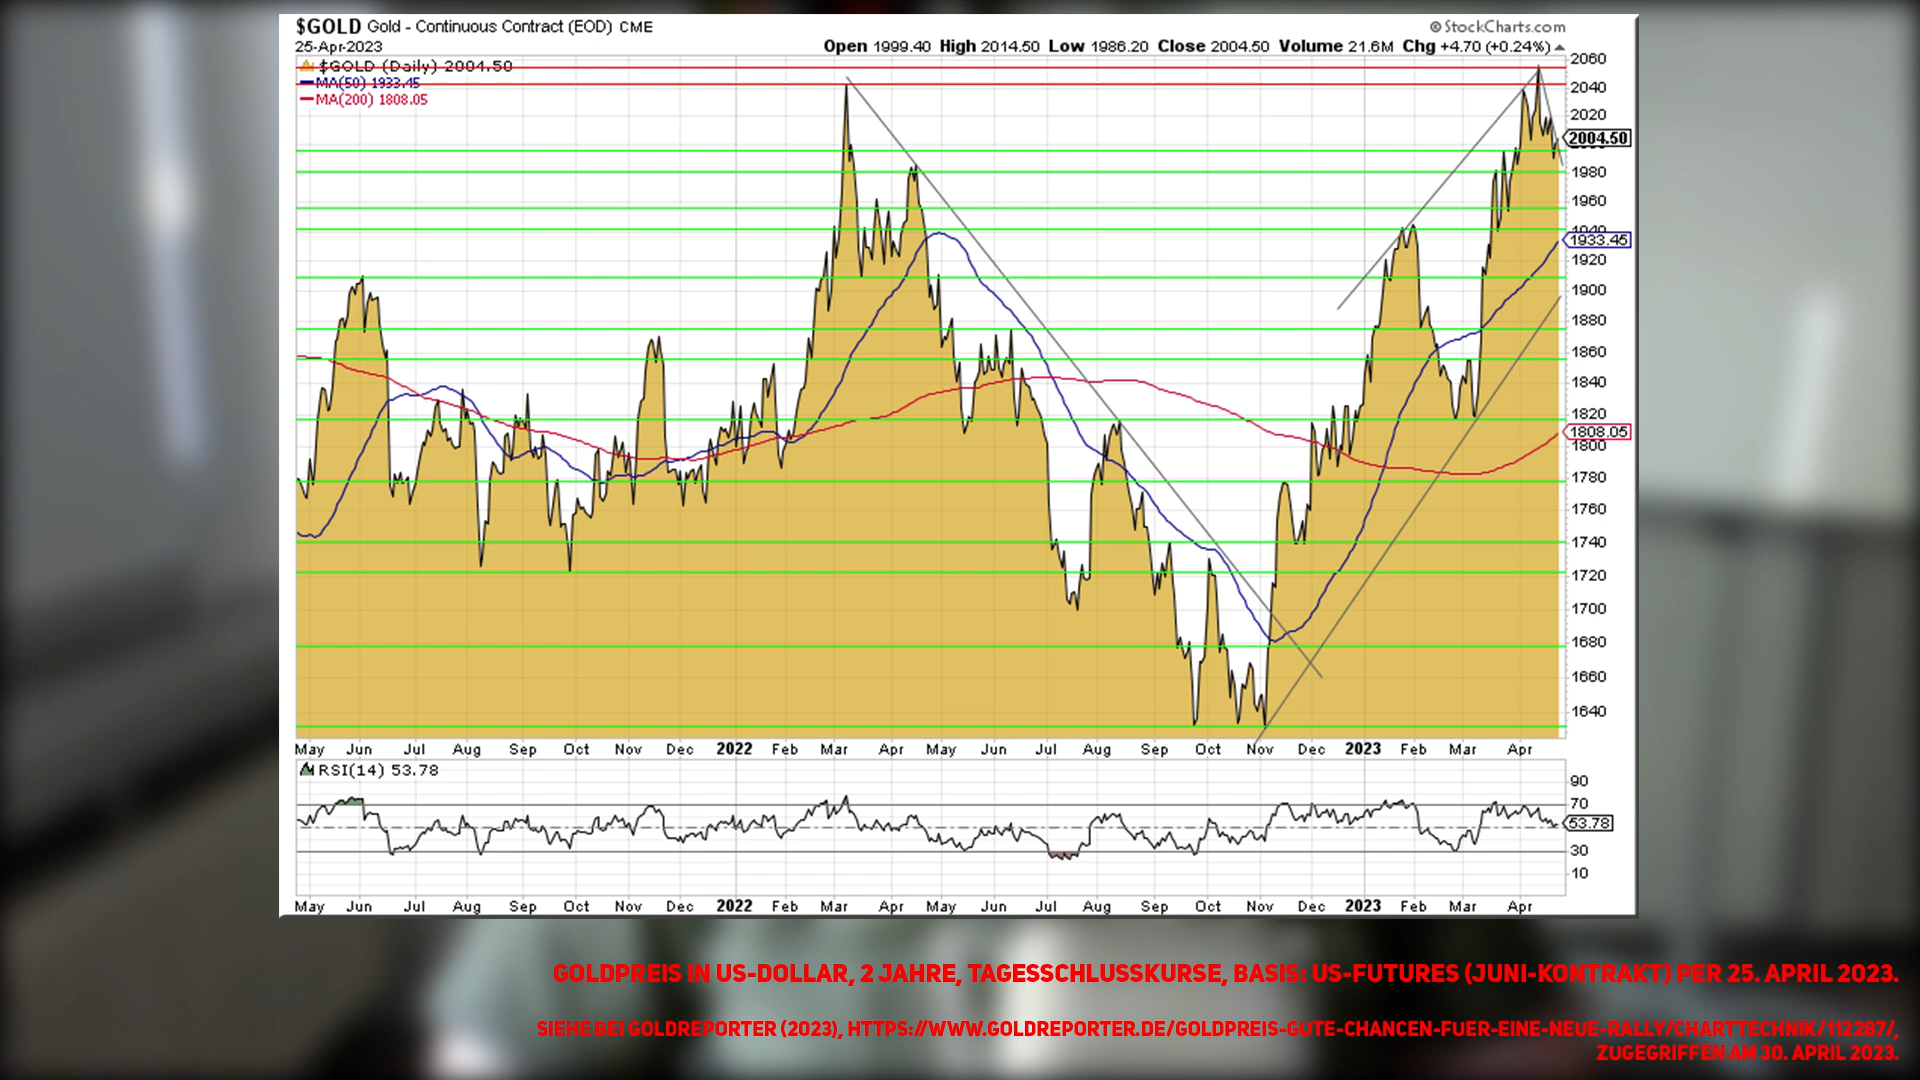 $GOLD Gold - Continuous Contract (EOD) CME
© StockCharts.com
25-Apr-2023
Open 1999.40 High 2014.50 Low 1986.20 Close 2004.50 Volume 21.6M Chg +4.70 (+0.24%)
$GOLD (Daily) 2004.50
MA(50) 1933.45
MA(200) 1808.05
2060
2040
2020
2004.50
1980
1960
1940
1933.45
1920
1900
1880
1860
1840
1820
1808.05
1800
1780
1760
1740
1720
1700
1680
1660
1640
May Jun Jul Aug Sep Oct Nov Dec 2022 Feb Mar Apr May Jun Jul Aug Sep Oct Nov Dec 2023 Feb Mar Apr
RSI(14) 53.78
90
70
53.78
30
10
May Jun Jul Aug Sep Oct Nov Dec 2022 Feb Mar Apr May Jun Jul Aug Sep Oct Nov Dec 2023 Feb Mar Apr
GOLDPREIS IN US-DOLLAR, 2 JAHRE, TAGESSCHLUSSKURSE, BASIS: US-FUTURES (JUNI-KONTRAKT) PER 25. APRIL 2023.
SIEHE BEI GOLDREPORTER (2023), HTTPS://WWW.GOLDREPORTER.DE/GOLDPREIS-GUTE-CHANCEN-FUER-EINE-NEUE-RALLY/CHARTTECHNIK/112287/,
ZUGEGRIFFEN AM 30. APRIL 2023.